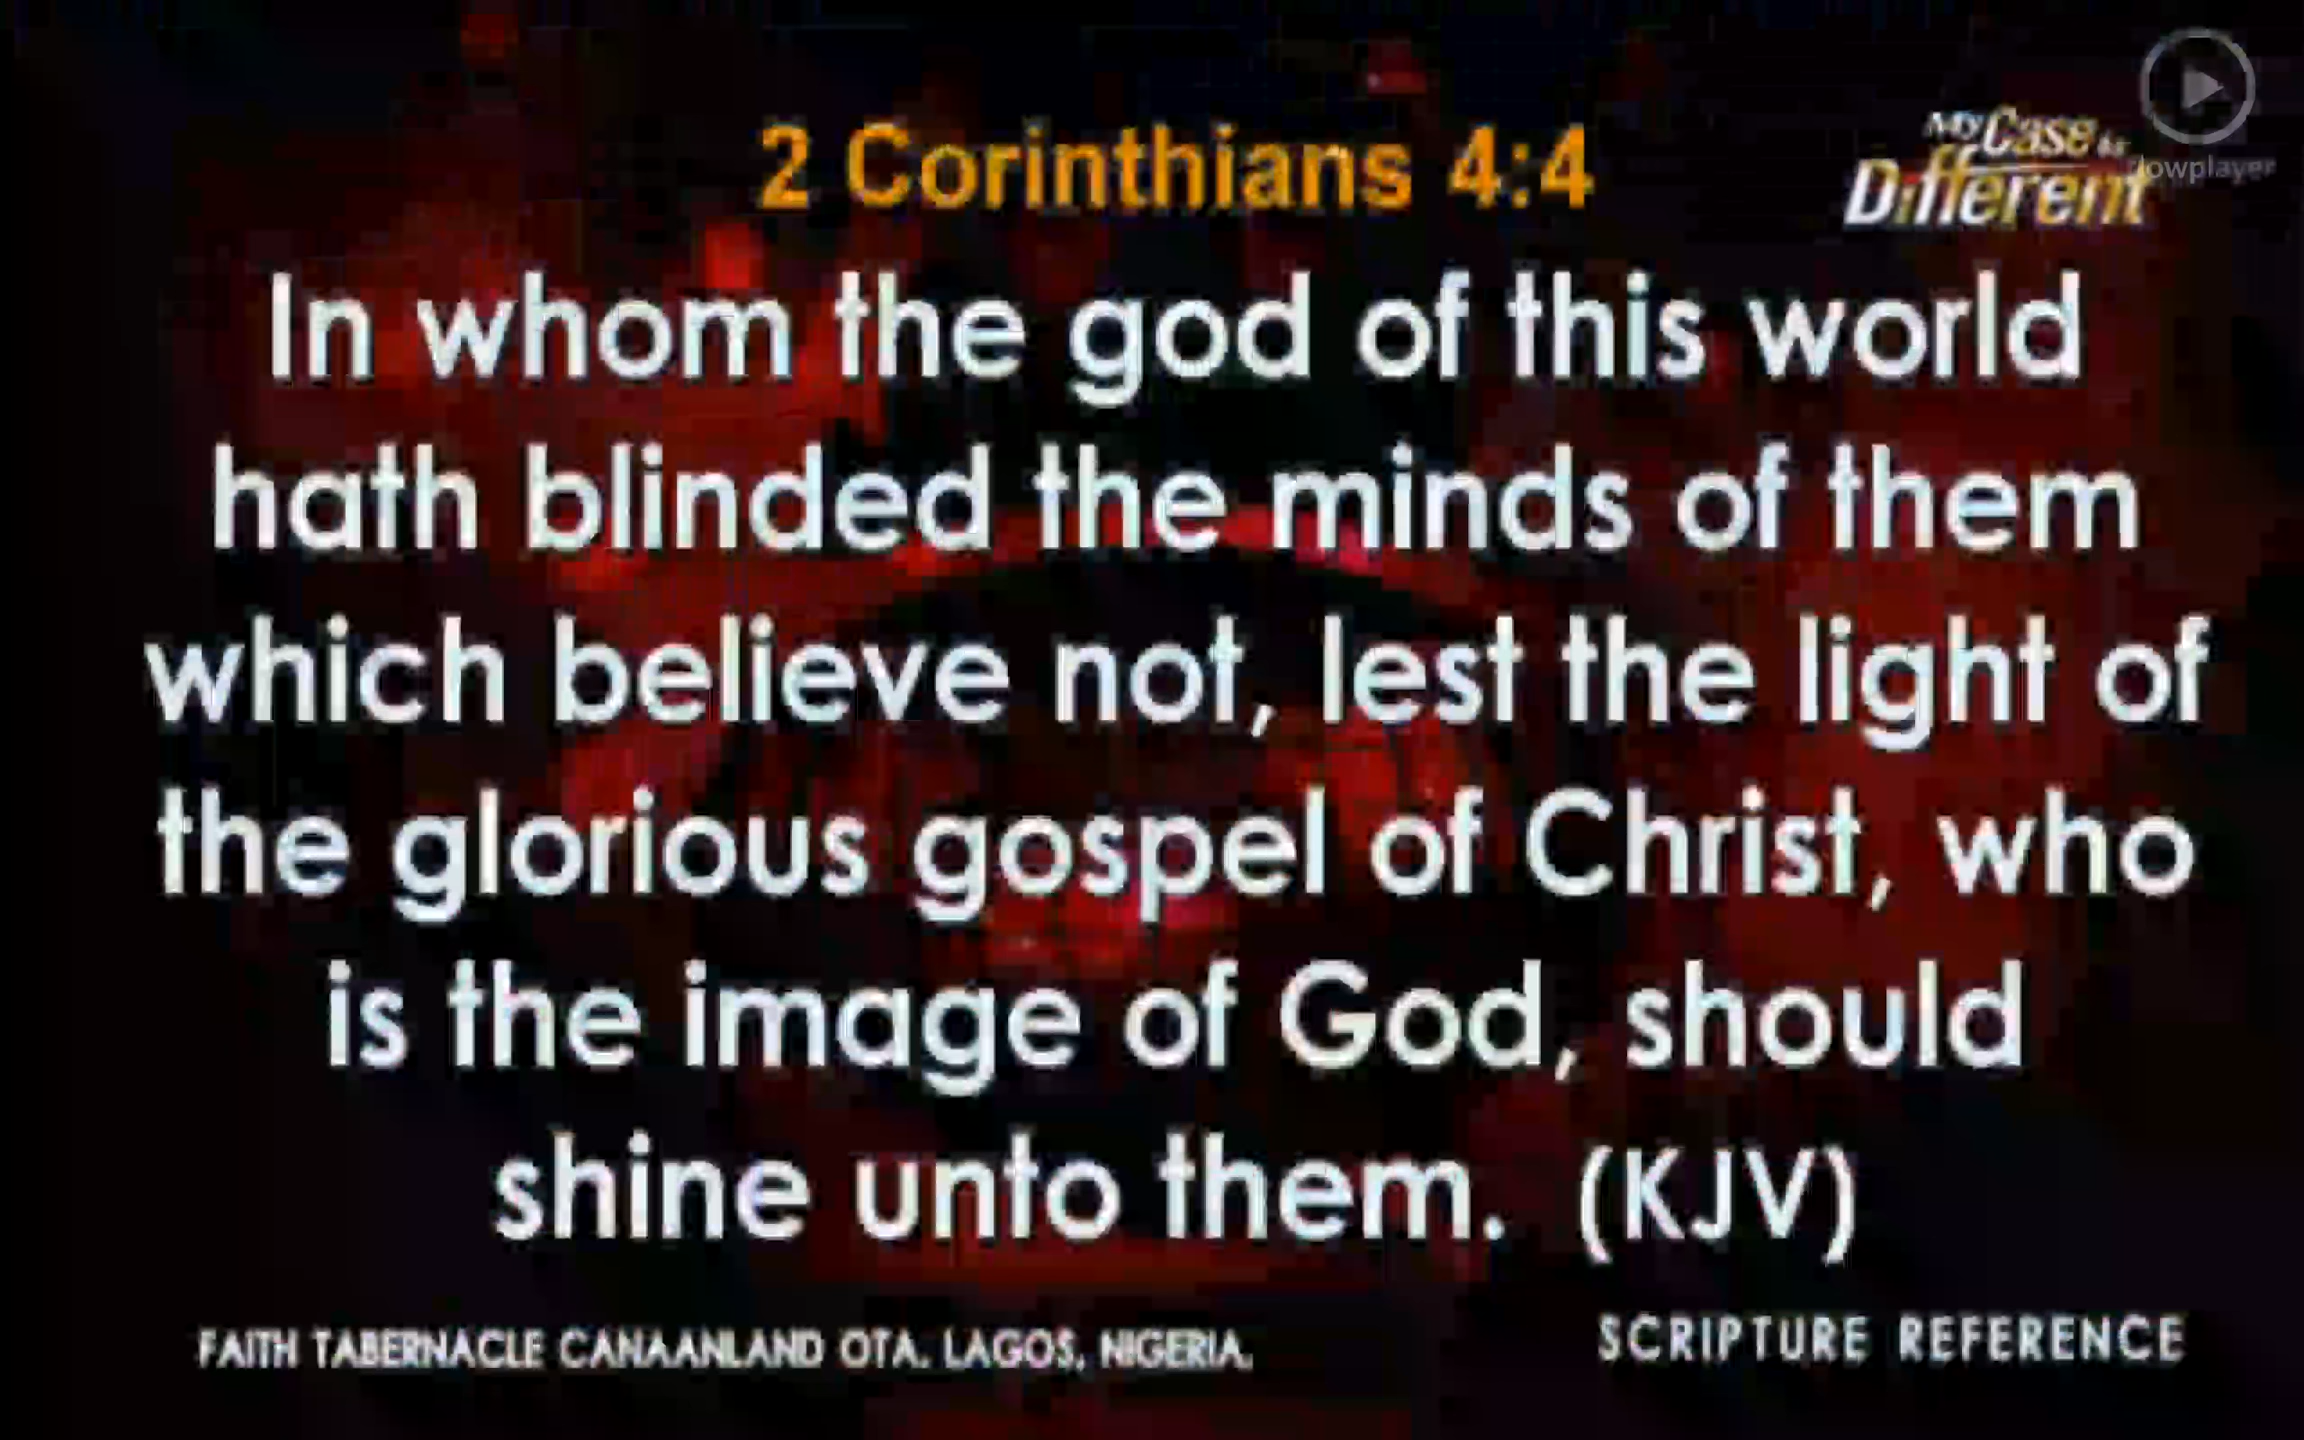 2 Corinthians 4:4
My Case is
Different
flowplayer
In whom the god of this world
hath blinded the minds of them
which believe not, lest the light of
the glorious gospel of Christ, who
is the image of God, should
shine unto them. (KJV)
FAITH TABERNACLE CANAANLAND OTA. LAGOS, NIGERIA.
SCRIPTURE REFERENCE